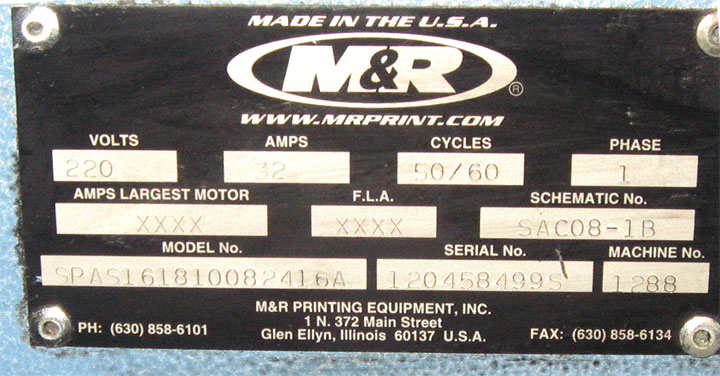 MADE IN THE U.S.A.
M&R ®
WWW.MRPRINT.COM
VOLTS AMPS CYCLES PHASE
220 32 50/60 1
AMPS LARGEST MOTOR F.L.A. SCHEMATIC No.
XXXX XXXX SAC08-1B
MODEL No. SERIAL No. MACHINE No.
SPAS161810082416A 120458499S 1288
M&R PRINTING EQUIPMENT, INC.
1 N. 372 Main Street
PH: (630) 858-6101 Glen Ellyn, Illinois 60137 U.S.A. FAX: (630) 858-6134